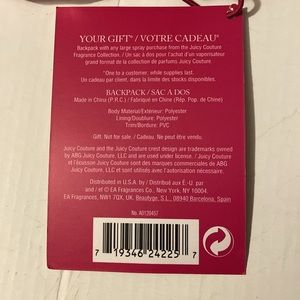 YOUR GIFT* / VOTRE CADEAU*
Backpack with any large spray purchase from the Juicy Couture
Fragrance Collection. / Un sac à dos pour l'achat d'un vaporisateur
grand format de la collection de parfums Juicy Couture.
*One to a customer, while supplies last.
Un cadeau par client, dans la limite des stocks disponibles.
BACKPACK / SAC À DOS
Made in China (P.R.C.) / Fabriqué en Chine (Rép. Pop. de Chine)
Body Material/Extérieur: Polyester
Lining/Doublure: Polyester
Trim/Bordure: PVC
Gift. Not for sale. / Cadeau. Ne peut être vendu.
Juicy Couture and the Juicy Couture crest design are trademarks owned
by ABG Juicy Couture, LLC and are used under license. / Juicy Couture et
l'écusson Juicy Couture sont des marques commerciales de ABG
Juicy Couture, LLC et sont utilisés avec permission.
Distributed in U.S.A. by / Distribué aux É.-U. par
and / et © EA Fragrances Co., New York, NY 10004.
EA Fragrances, NW1 7QX, UK. Beautyge, S.L., 08940 Barcelona, Spain
No. A0120457
7 19346 24225 7